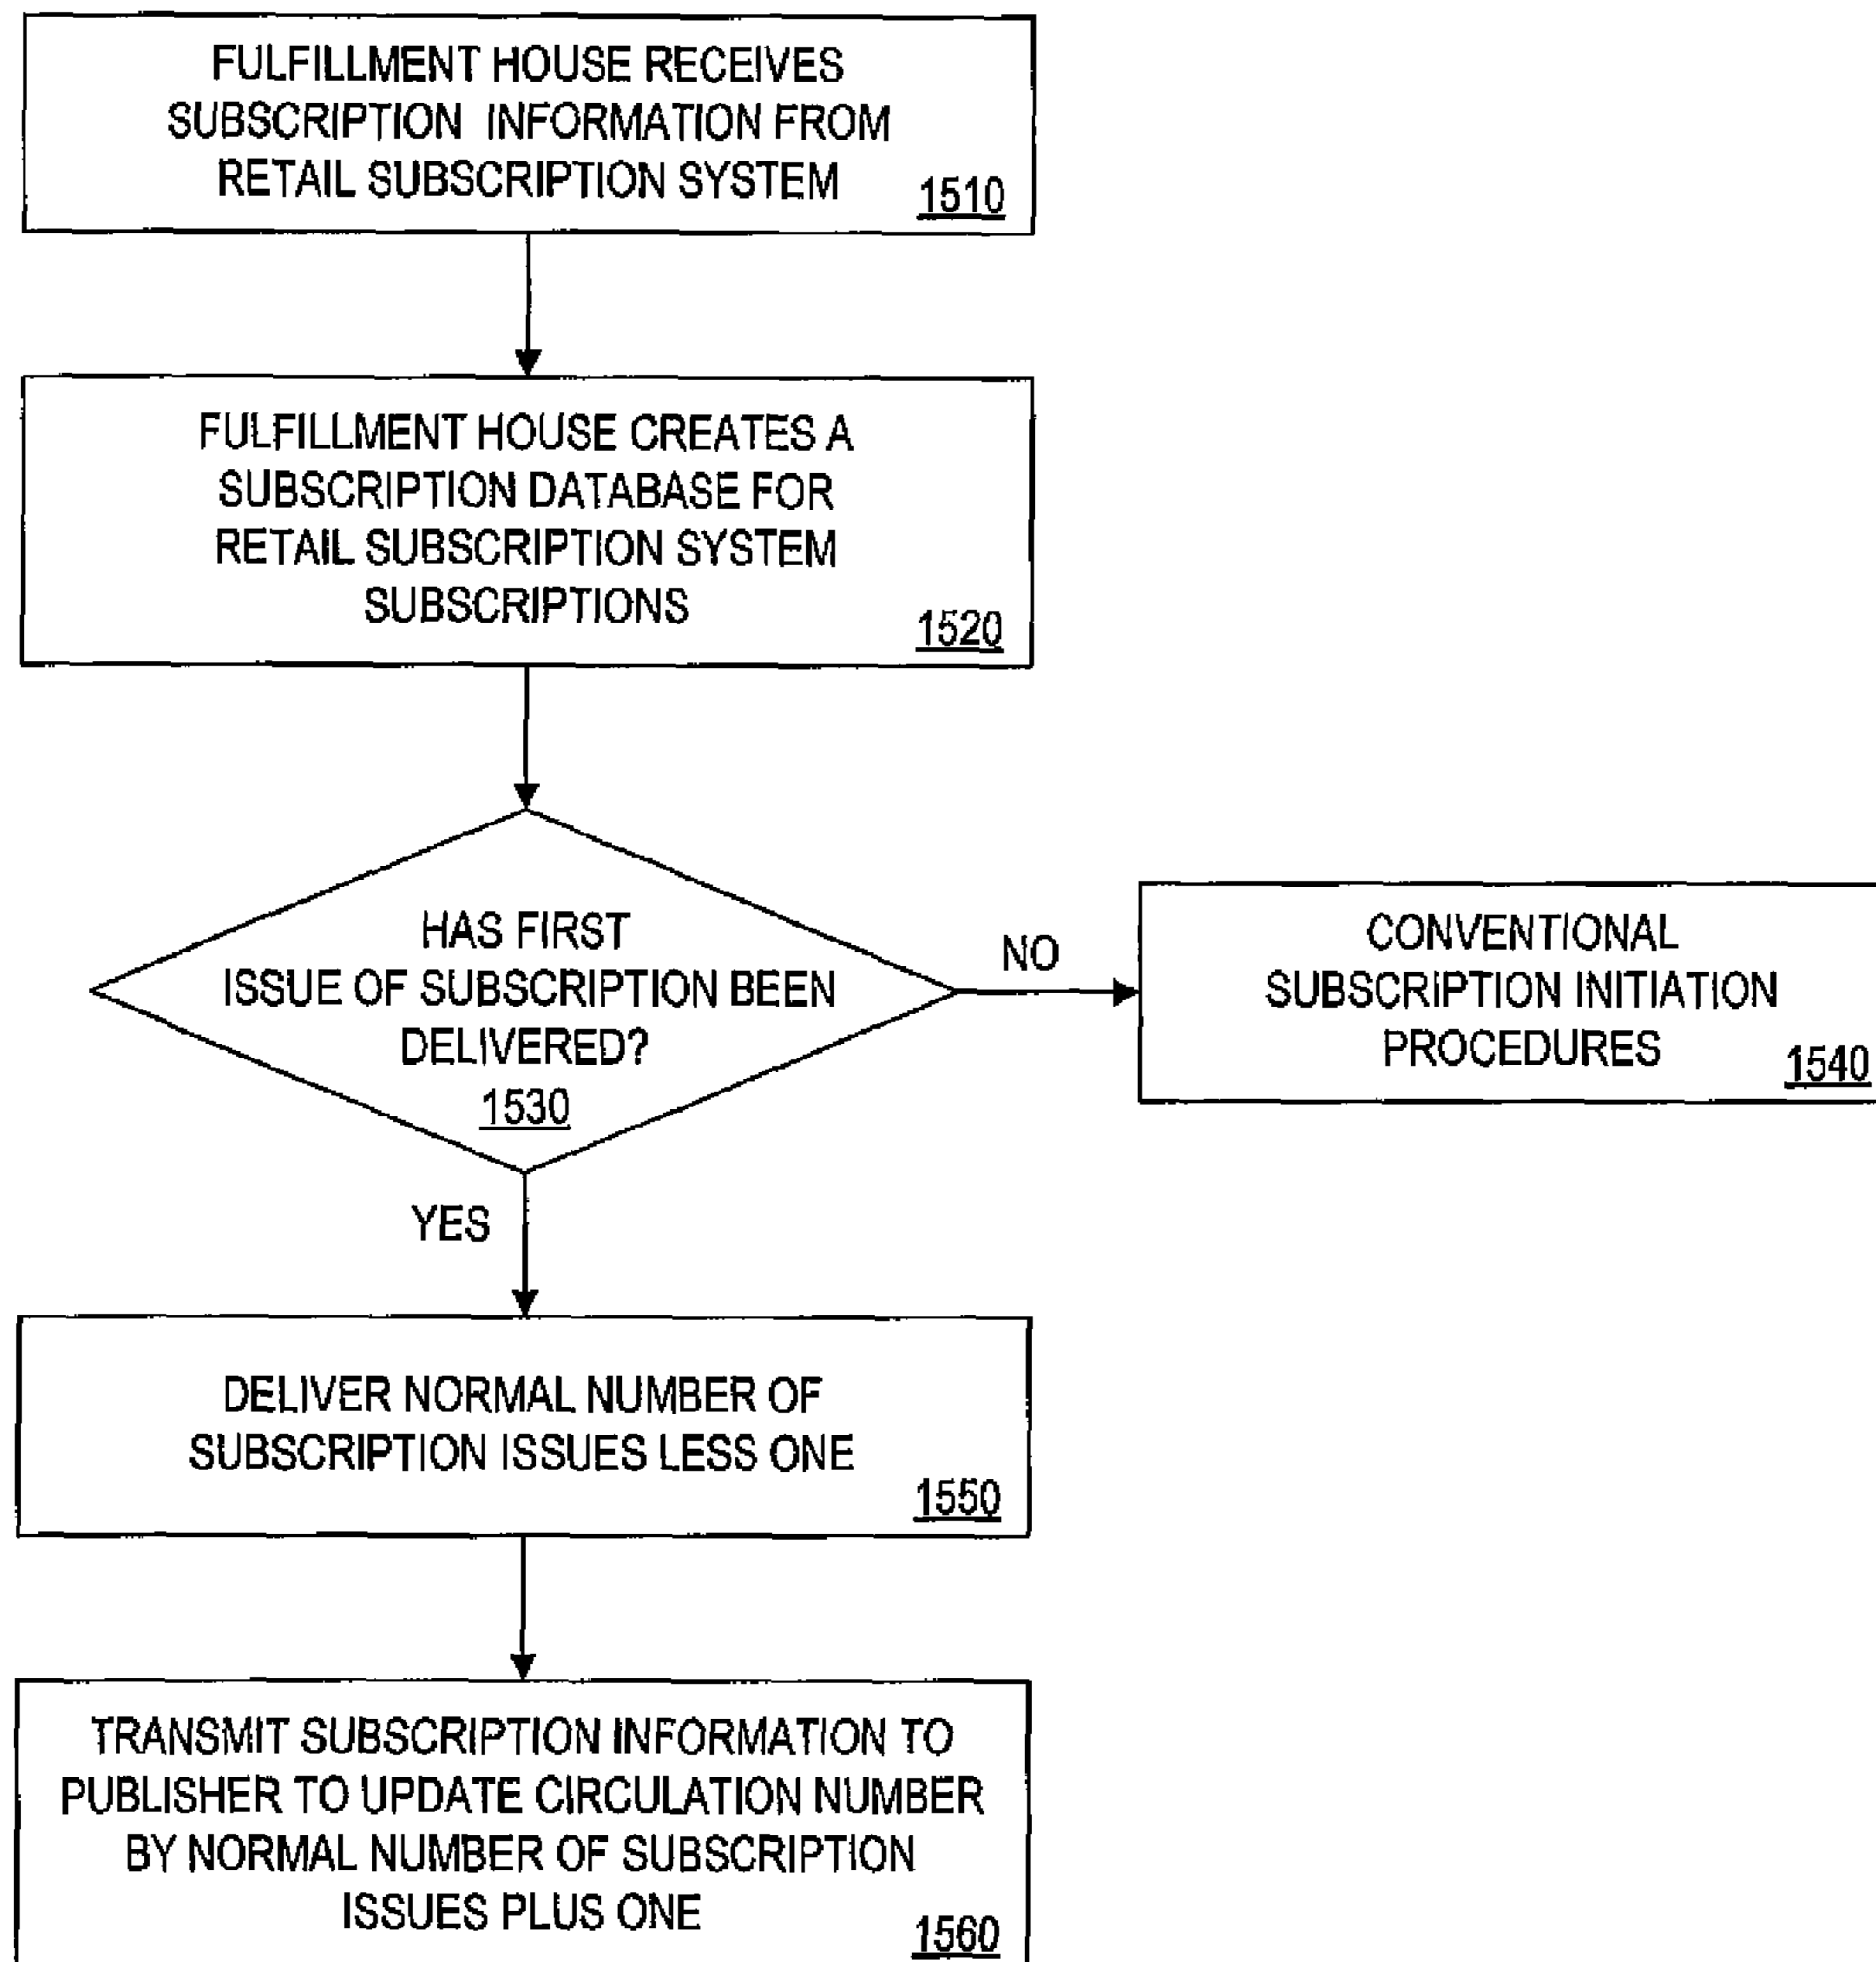 FULFILLMENT HOUSE RECEIVES
SUBSCRIPTION INFORMATION FROM
RETAIL SUBSCRIPTION SYSTEM
1510
FULFILLMENT HOUSE CREATES A
SUBSCRIPTION DATABASE FOR
RETAIL SUBSCRIPTION SYSTEM
SUBSCRIPTIONS
1520
HAS FIRST
ISSUE OF SUBSCRIPTION BEEN
DELIVERED?
1530
NO
CONVENTIONAL
SUBSCRIPTION INITIATION
PROCEDURES
1540
YES
DELIVER NORMAL NUMBER OF
SUBSCRIPTION ISSUES LESS ONE
1550
TRANSMIT SUBSCRIPTION INFORMATION TO
PUBLISHER TO UPDATE CIRCULATION NUMBER
BY NORMAL NUMBER OF SUBSCRIPTION
ISSUES PLUS ONE
1560